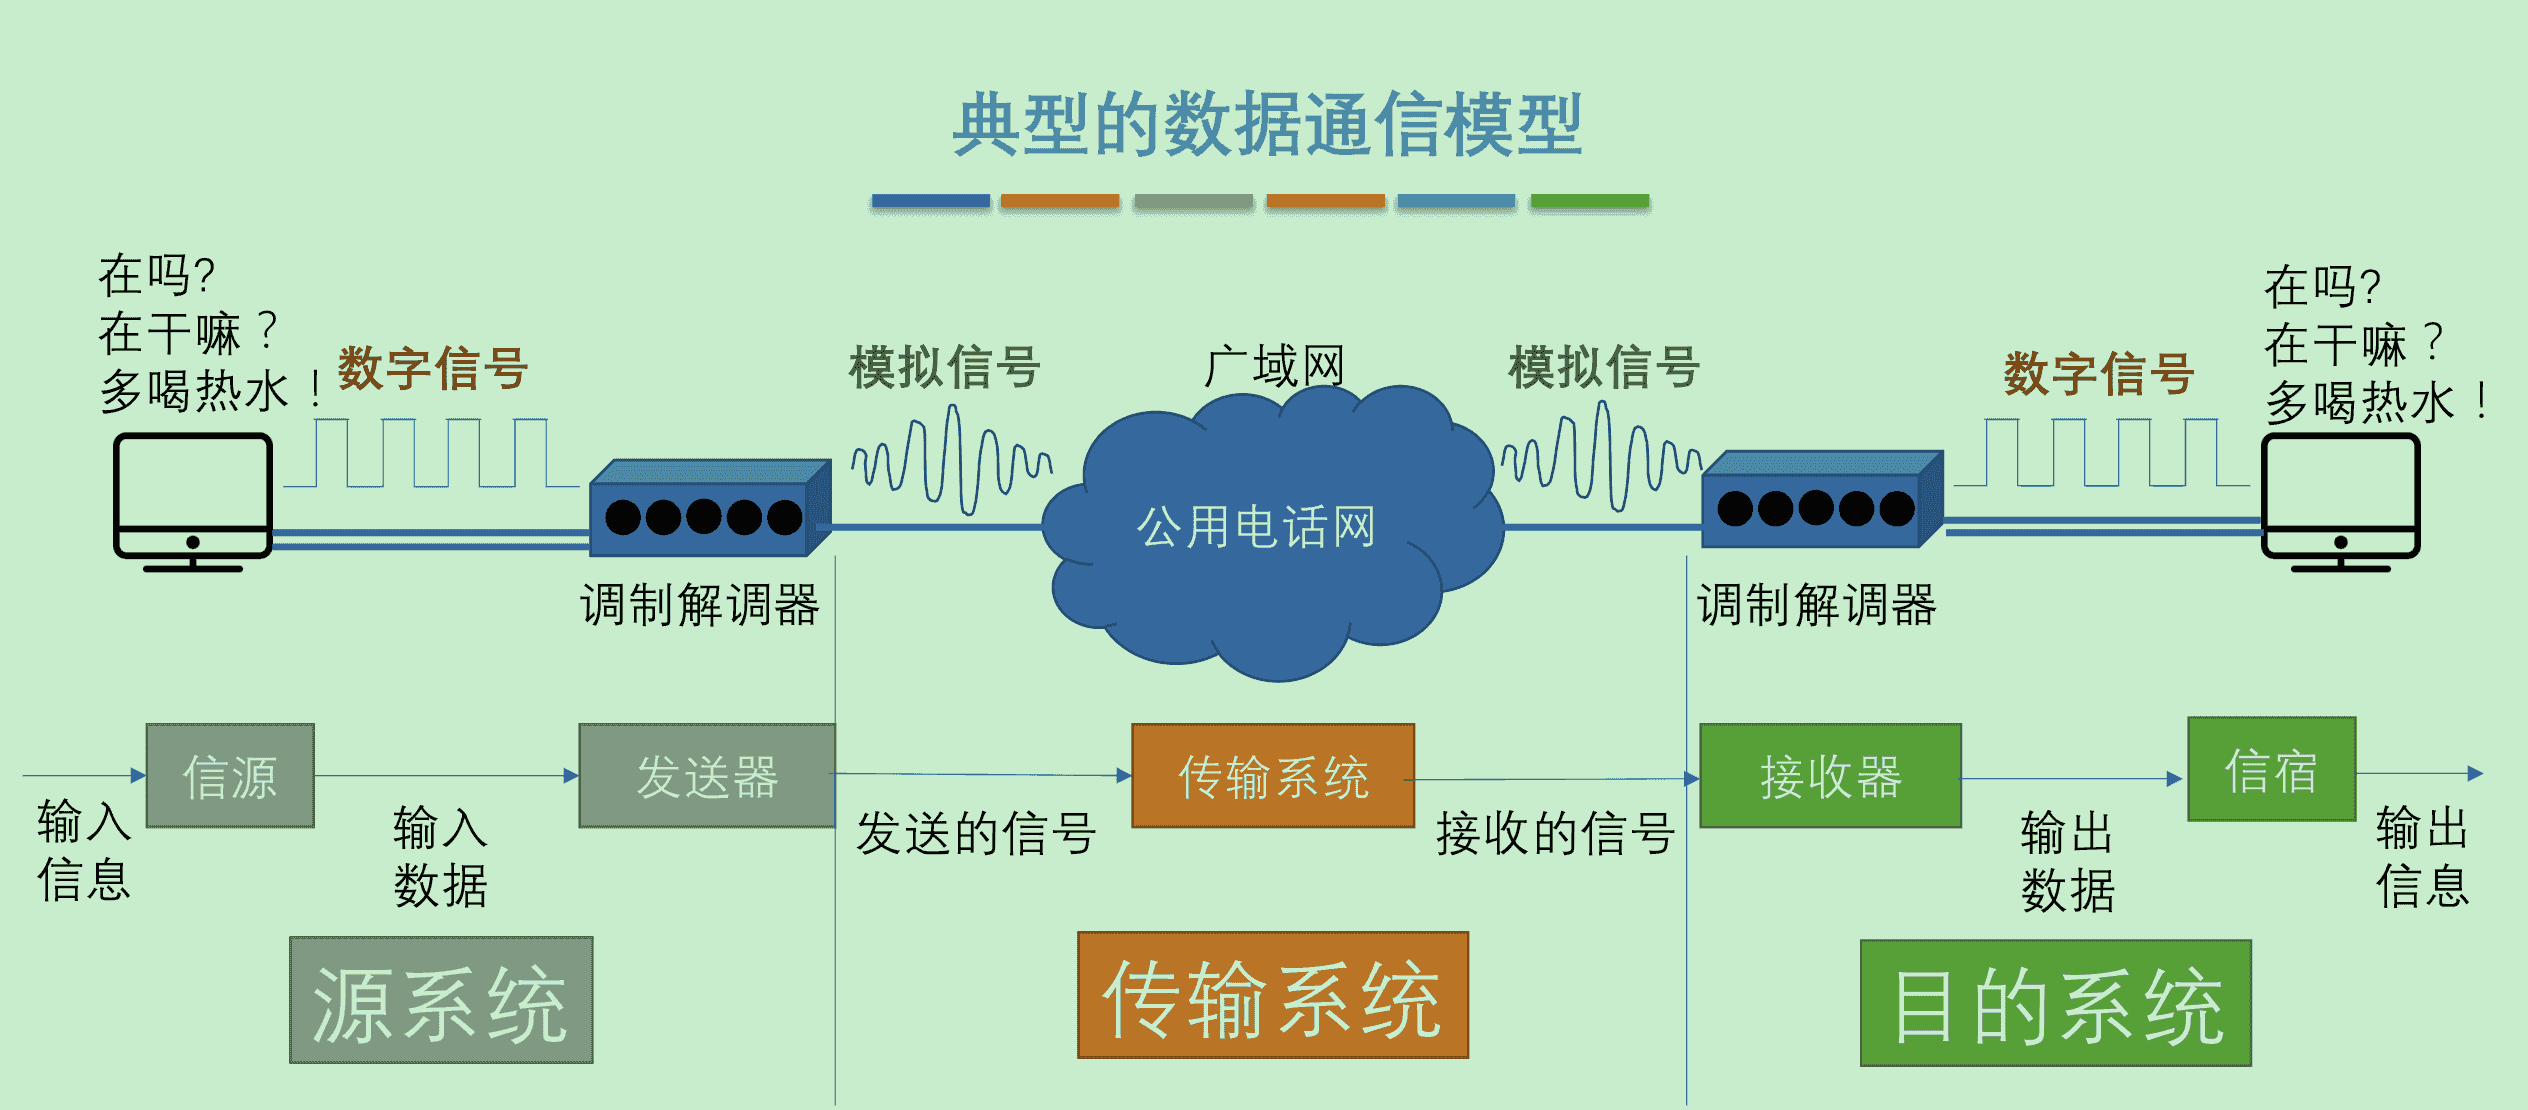 典型的数据通信模型
在吗?
在干嘛？
多喝热水！
数字信号
模拟信号
广域网
模拟信号
数字信号
在吗?
在干嘛？
多喝热水！
公用电话网
调制解调器
调制解调器
信源
发送器
传输系统
接收器
信宿
输入
信息
输入
数据
发送的信号
接收的信号
输出
数据
输出
信息
源系统
传输系统
目的系统